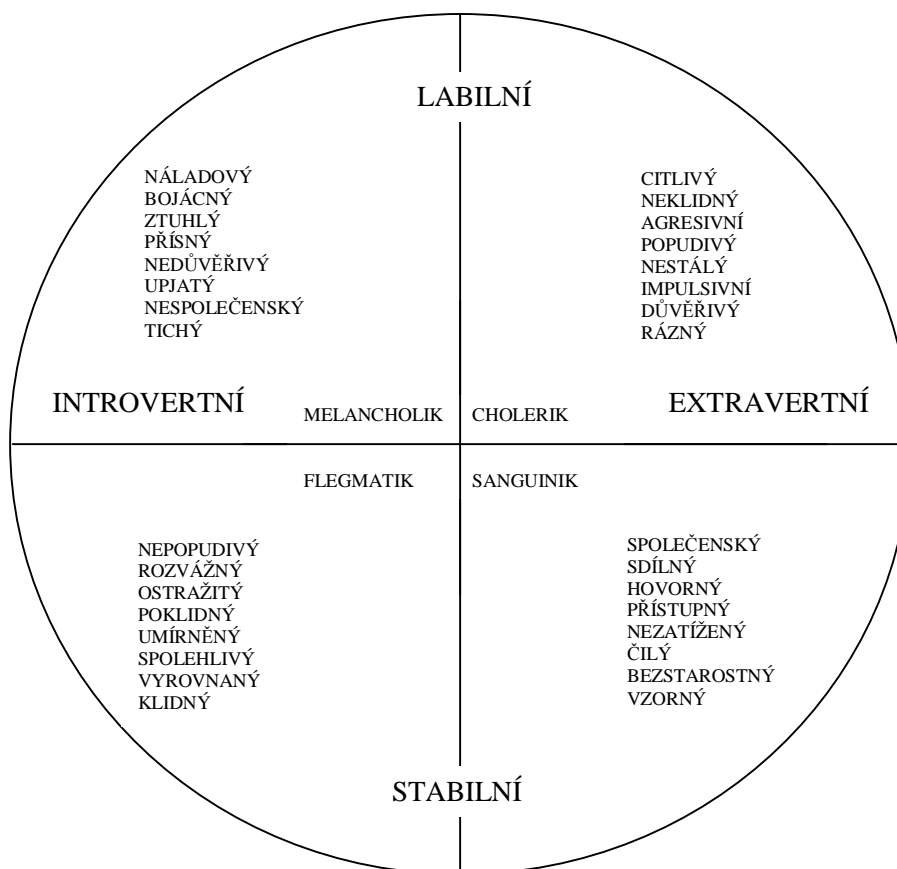 LABILNÍ
NÁLADOVÝ
BOJÁCNÝ
ZTUHLÝ
PŘÍSNÝ
NEDŮVĚŘIVÝ
UPJATÝ
NESPOLEČENSKÝ
TICHÝ
CITLIVÝ
NEKLIDNÝ
AGRESIVNÍ
POPUDIVÝ
NESTÁLÝ
IMPULSIVNÍ
DŮVĚŘIVÝ
RÁZNÝ
INTROVERTNÍ
MELANCHOLIK
CHOLERIK
EXTRAVERTNÍ
FLEGMATIK
SANGUINIK
NEPOPUDIVÝ
ROZVÁŽNÝ
OSTRAŽITÝ
POKLIDNÝ
UMÍRNĚNÝ
SPOLEHLIVÝ
VYROVNANÝ
KLIDNÝ
SPOLEČENSKÝ
SDÍLNÝ
HOVORNÝ
PŘÍSTUPNÝ
NEZATÍŽENÝ
ČILÝ
BEZSTAROSTNÝ
VZORNÝ
STABILNÍ